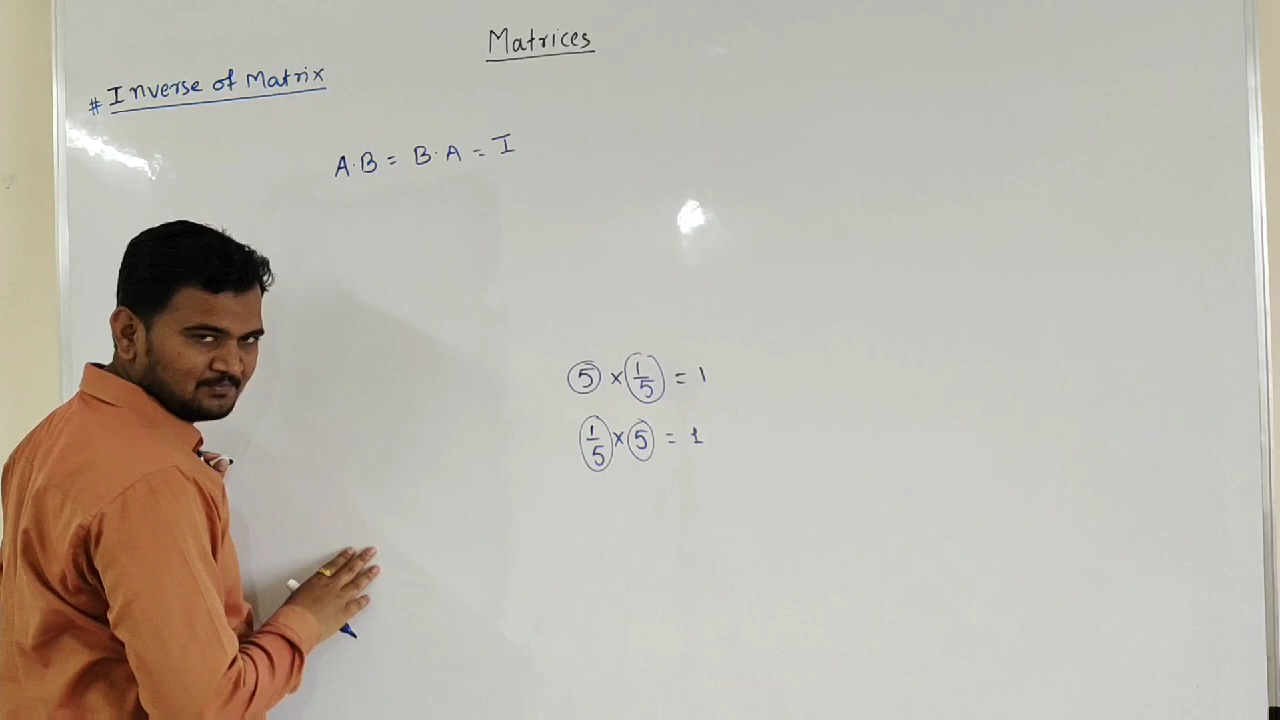 Matrices
# Inverse of Matrix
A·B = B·A = I
5 × 1/5 = 1
1/5 × 5 = 1